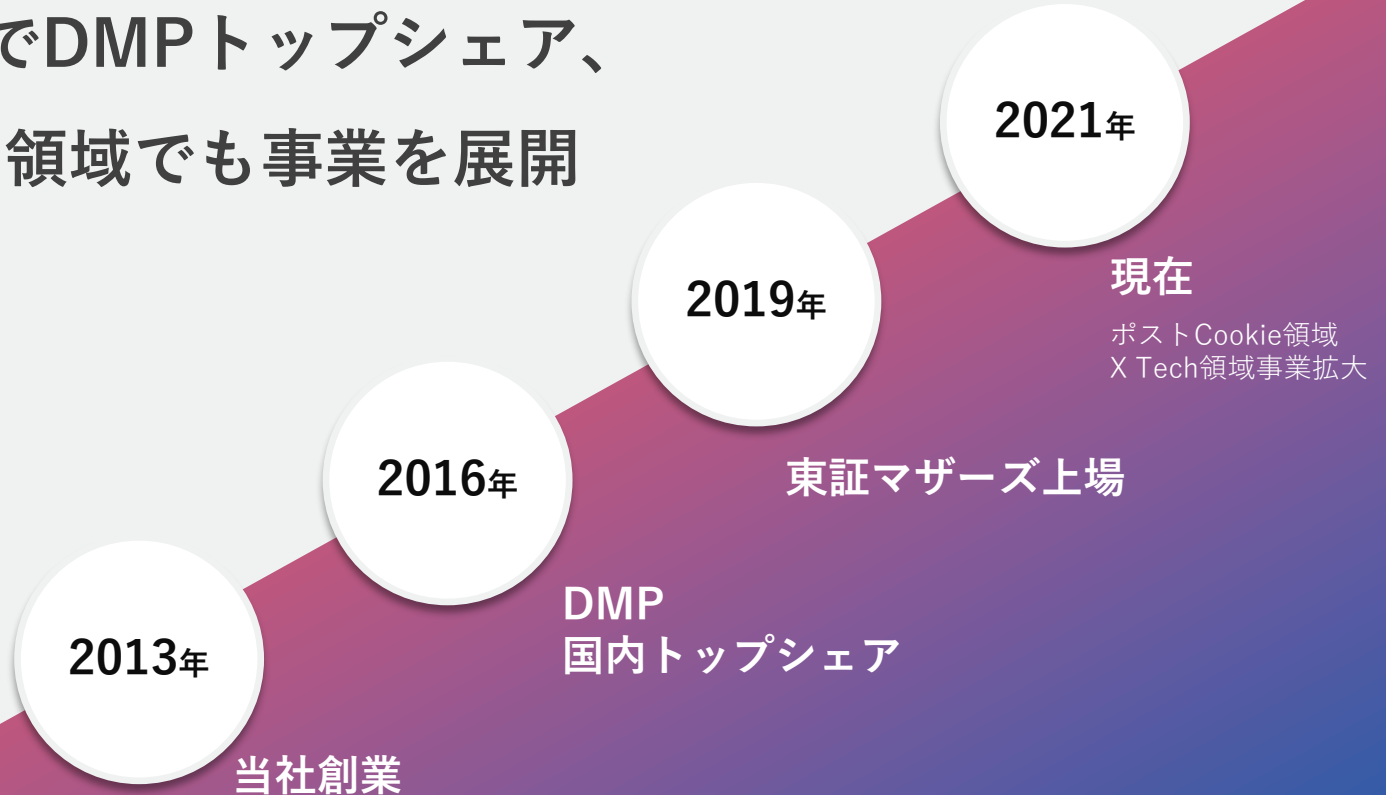 でDMPトップシェア、
領域でも事業を展開
2021年
現在
ポストCookie領域
X Tech領域事業拡大
2019年
東証マザーズ上場
2016年
DMP
国内トップシェア
2013年
当社創業